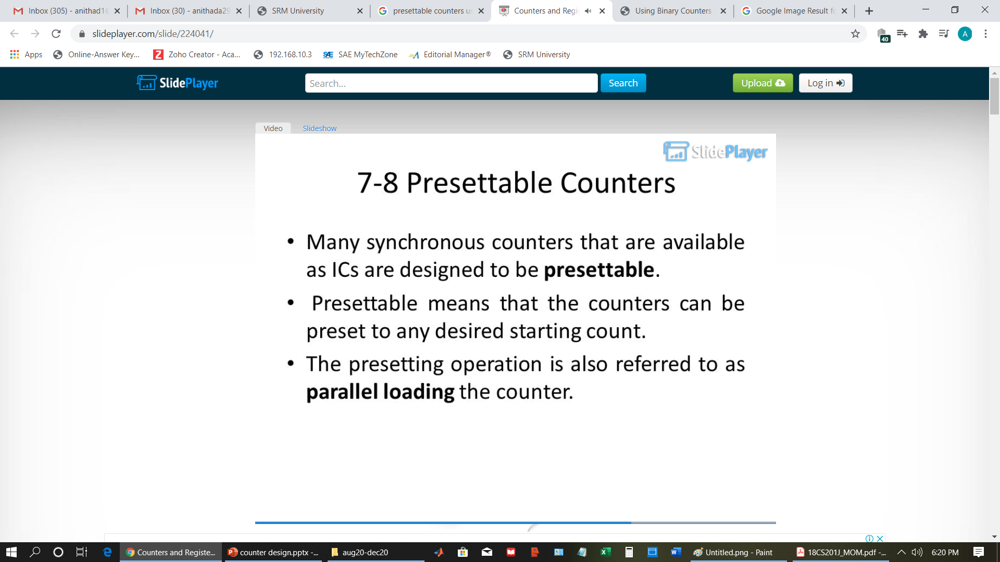 Inbox (305) - anithad1
Inbox (30) - anithada29
SRM University
presettable counters us
Counters and Regi
Using Binary Counters
Google Image Result fo
slideplayer.com/slide/224041/
40
A
Apps
Online-Answer Key...
Zoho Creator - Aca...
192.168.10.3
SAE MyTechZone
Editorial Manager®
SRM University
SlidePlayer
Search...
Search
Upload
Log in
Video
Slideshow
SlidePlayer
7-8 Presettable Counters
• Many synchronous counters that are available
as ICs are designed to be presettable.
• Presettable means that the counters can be
preset to any desired starting count.
• The presetting operation is also referred to as
parallel loading the counter.
Counters and Registe...
counter design.pptx -...
aug20-dec20
Untitled.png - Paint
18CS201J_MOM.pdf -...
6:20 PM